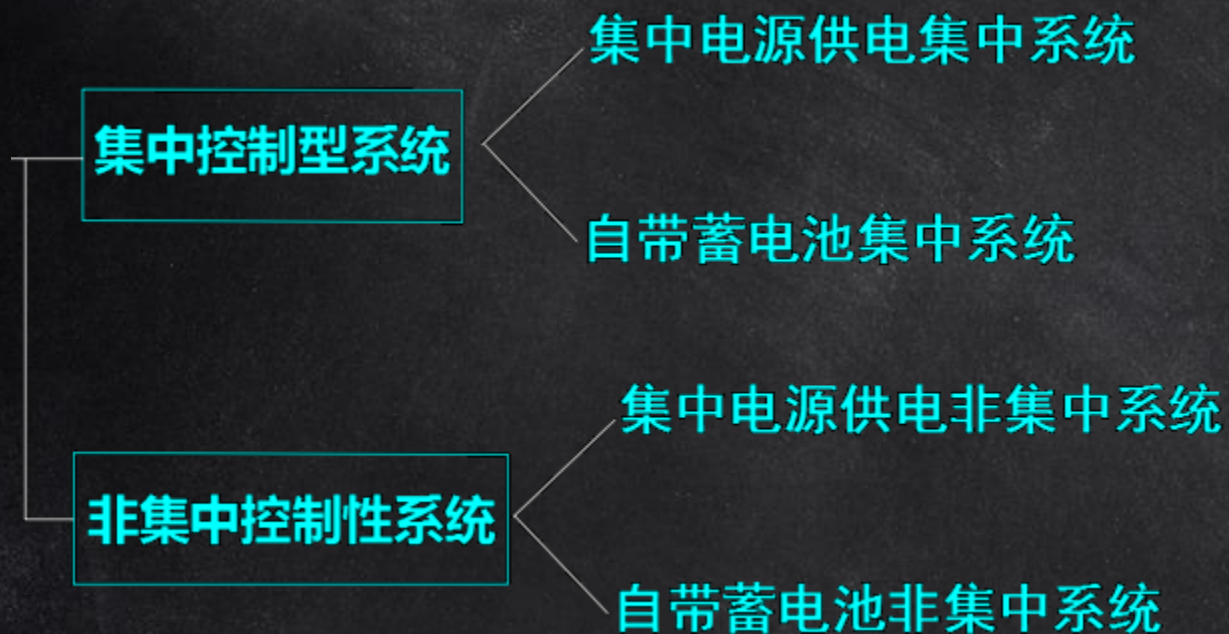 集中电源供电集中系统
集中控制型系统
自带蓄电池集中系统
集中电源供电非集中系统
非集中控制性系统
自带蓄电池非集中系统